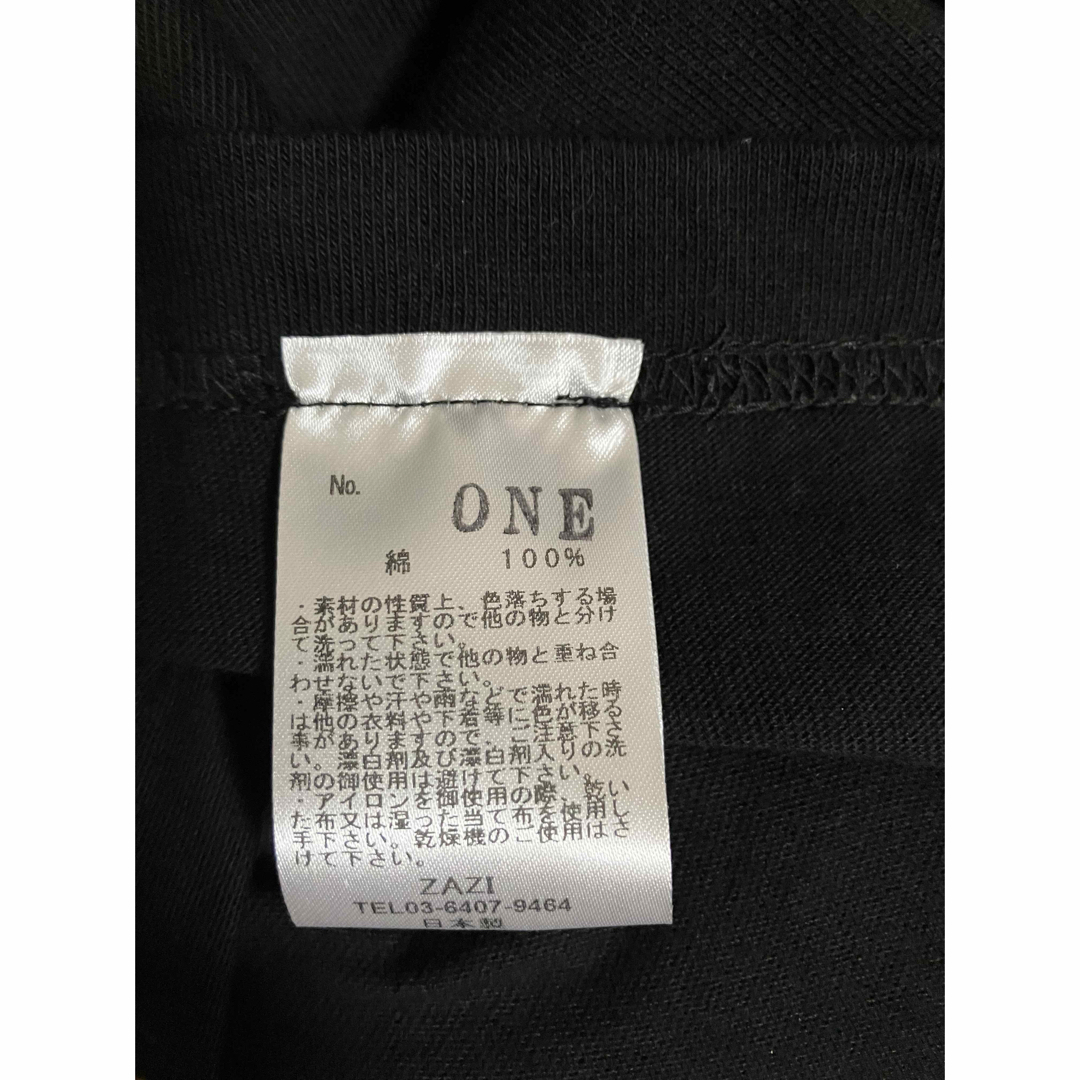 No.
ONE
綿 100%
・素材の性質上、色落ちする場
合がありますので他の物と分け
て洗って下さい。
・濡れた状態で他の物と重ね合
わせないで下さい。
・摩擦や汗や雨などで濡れた時
は他の衣料や下着等に色が移る
事がありますので、ご注意下さ
い。漂白剤及び漂白剤入りの洗
剤の御使用は避けて下さい。
・アイロンを御使用の際、乾い
た布又は湿った当ての布を使用し
て下さい。乾燥機のご使用はさ
けて下さい。
ZAZI
TEL03-6407-9464
日本製